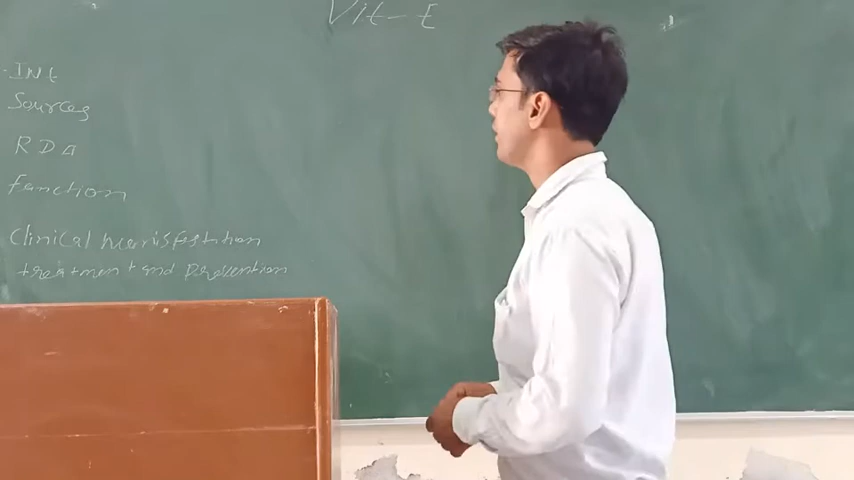 Vit-E
INt
Sources
RDA
function
Clinical manisfestation
treatment and prevention